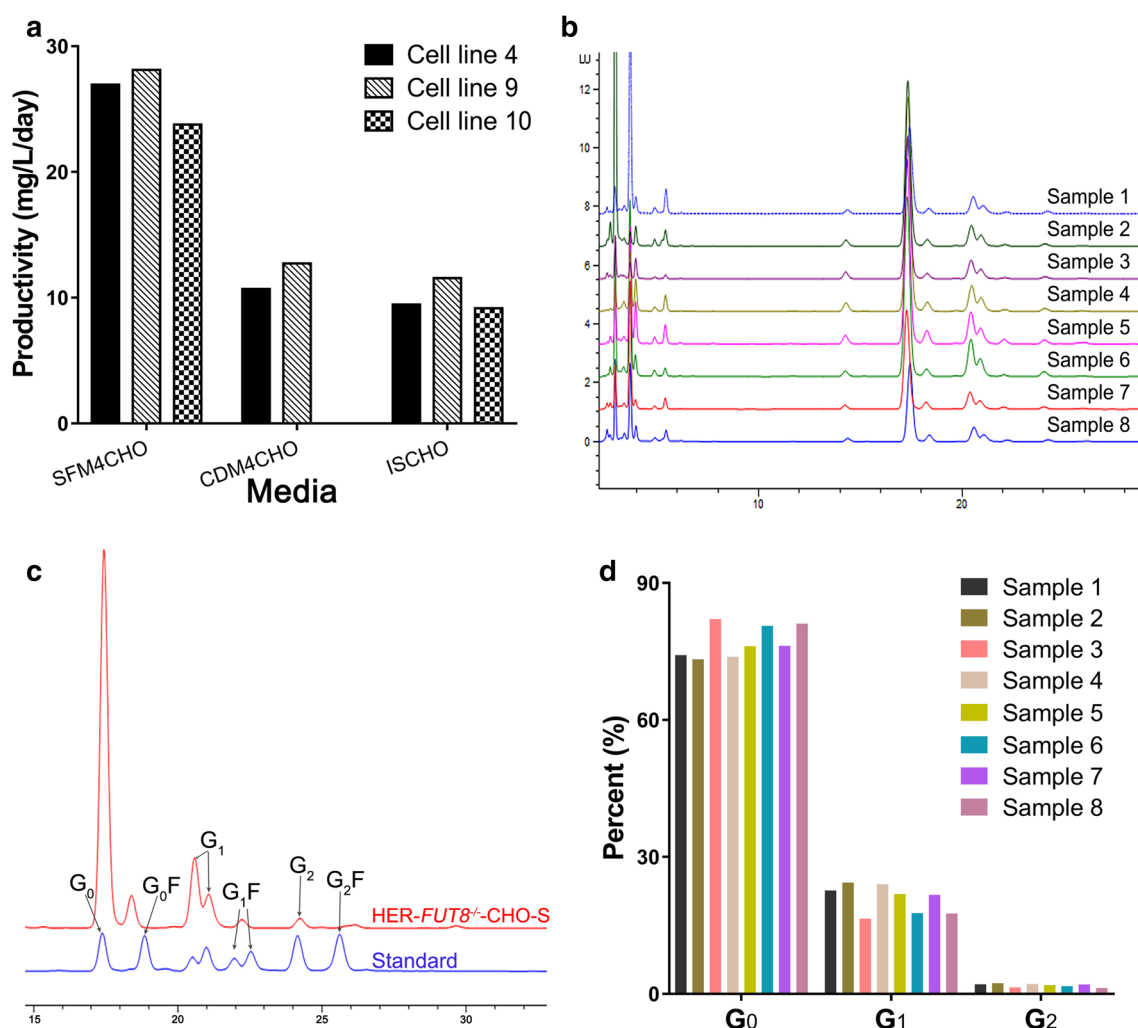 a
30
20
10
0
Productivity (mg/L/day)
Cell line 4
Cell line 9
Cell line 10
SFM4CHO
CDM4CHO
ISCHO
Media
b
LU
12
10
8
6
4
2
0
Sample 1
Sample 2
Sample 3
Sample 4
Sample 5
Sample 6
Sample 7
Sample 8
10
20
c
G0
G0F
G1
G1F
G2
G2F
HER-FUT8-/--CHO-S
Standard
15
20
25
30
d
90
60
30
0
Percent (%)
Sample 1
Sample 2
Sample 3
Sample 4
Sample 5
Sample 6
Sample 7
Sample 8
G0
G1
G2